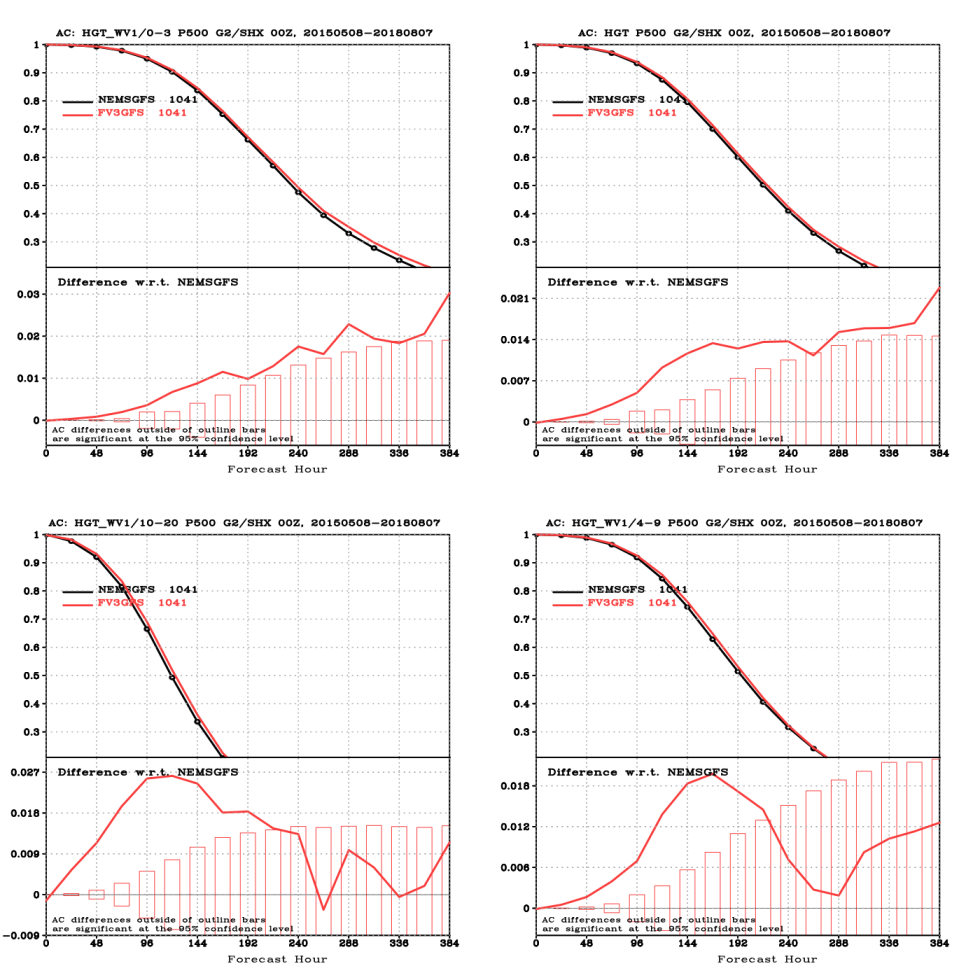 AC: HGT_WV1/0-3 P500 G2/SHX 00Z, 20150508-20180807
1
0.9
0.8
0.7
0.6
0.5
0.4
0.3
NEMSGFS 1041
FV3GFS 1041
Difference w.r.t. NEMSGFS
0.03
0.02
0.01
0
AC differences outside of outline bars
are significant at the 95% confidence level
0 48 96 144 192 240 288 336 384
Forecast Hour
AC: HGT P500 G2/SHX 00Z, 20150508-20180807
1
0.9
0.8
0.7
0.6
0.5
0.4
0.3
NEMSGFS 1041
FV3GFS 1041
Difference w.r.t. NEMSGFS
0.021
0.014
0.007
0
AC differences outside of outline bars
are significant at the 95% confidence level
0 48 96 144 192 240 288 336 384
Forecast Hour
AC: HGT_WV1/10-20 P500 G2/SHX 00Z, 20150508-20180807
1
0.9
0.8
0.7
0.6
0.5
0.4
0.3
NEMSGFS 1041
FV3GFS 1041
Difference w.r.t. NEMSGFS
0.027
0.018
0.009
0
-0.009
AC differences outside of outline bars
are significant at the 95% confidence level
0 48 96 144 192 240 288 336 384
Forecast Hour
AC: HGT_WV1/4-9 P500 G2/SHX 00Z, 20150508-20180807
1
0.9
0.8
0.7
0.6
0.5
0.4
0.3
NEMSGFS 1041
FV3GFS 1041
Difference w.r.t. NEMSGFS
0.018
0.012
0.006
0
AC differences outside of outline bars
are significant at the 95% confidence level
0 48 96 144 192 240 288 336 384
Forecast Hour